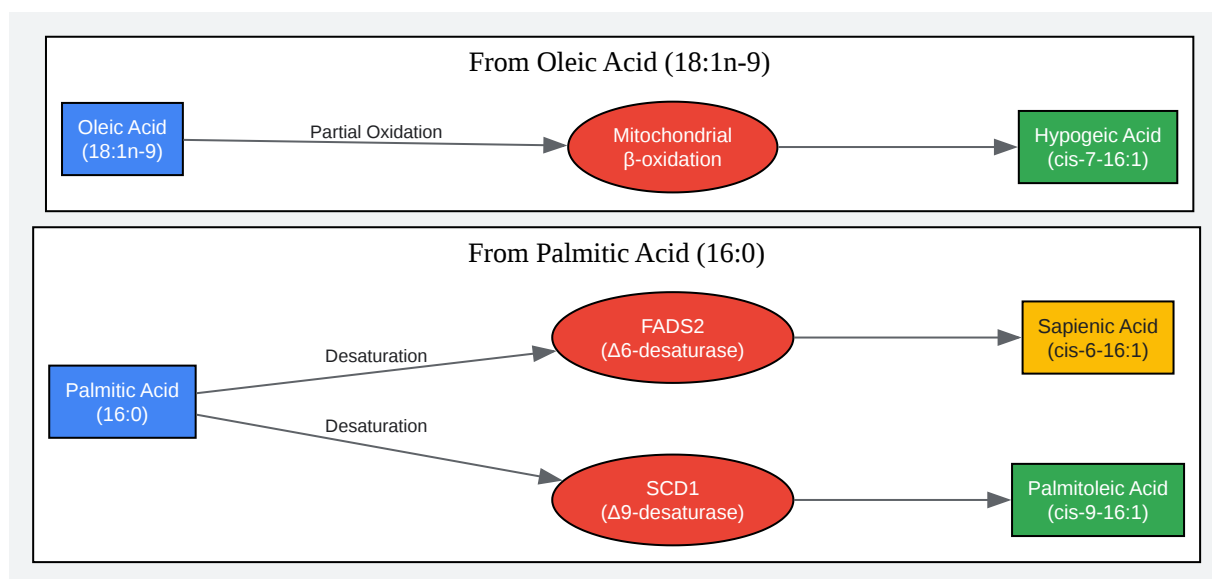 From Oleic Acid (18:1n-9)
Oleic Acid
(18:1n-9)
Partial Oxidation
Mitochondrial
β-oxidation
Hypogeic Acid
(cis-7-16:1)
From Palmitic Acid (16:0)
Palmitic Acid
(16:0)
Desaturation
FADS2
(Δ6-desaturase)
Sapienic Acid
(cis-6-16:1)
Desaturation
SCD1
(Δ9-desaturase)
Palmitoleic Acid
(cis-9-16:1)